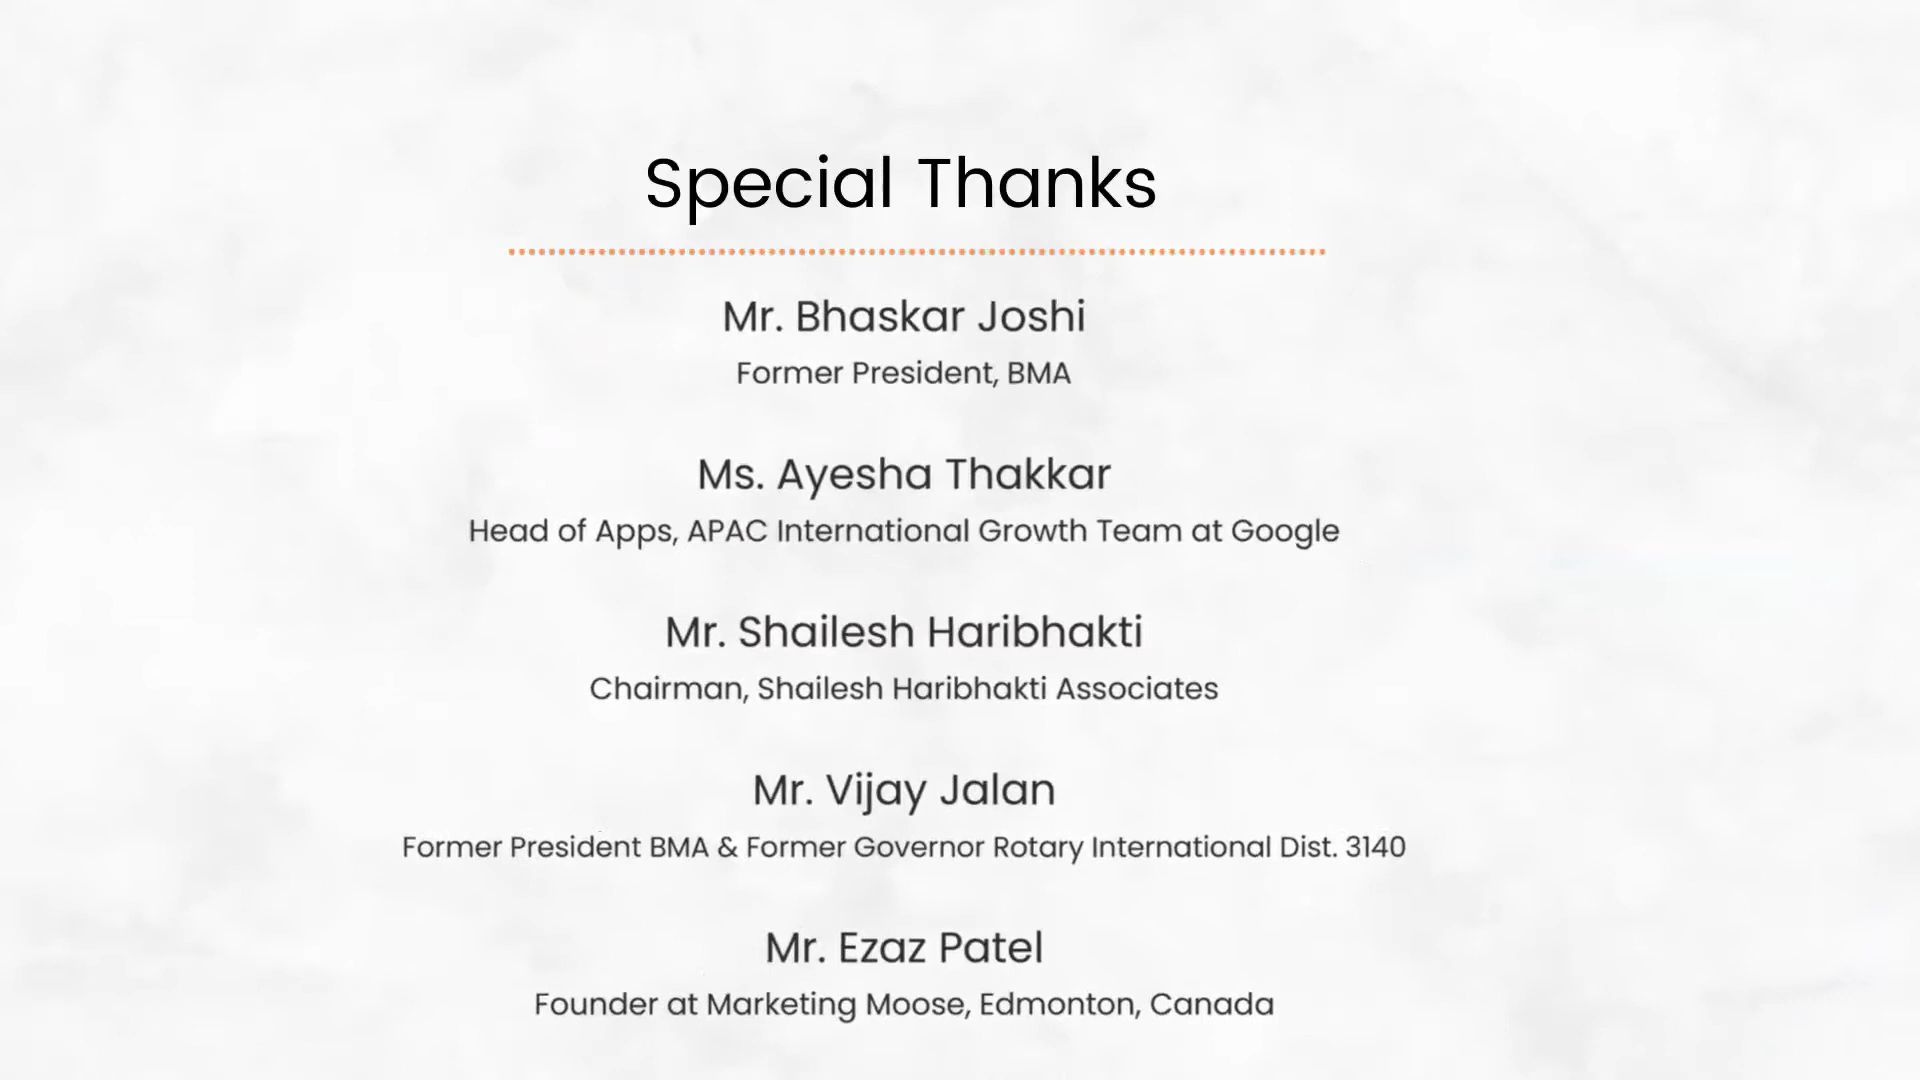 Special Thanks
Mr. Bhaskar Joshi
Former President, BMA
Ms. Ayesha Thakkar
Head of Apps, APAC International Growth Team at Google
Mr. Shailesh Haribhakti
Chairman, Shailesh Haribhakti Associates
Mr. Vijay Jalan
Former President BMA & Former Governor Rotary International Dist. 3140
Mr. Ezaz Patel
Founder at Marketing Moose, Edmonton, Canada